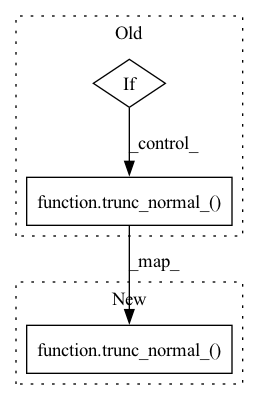 Old
If
_control_
function.trunc_normal_()
_map_
New
function.trunc_normal_()